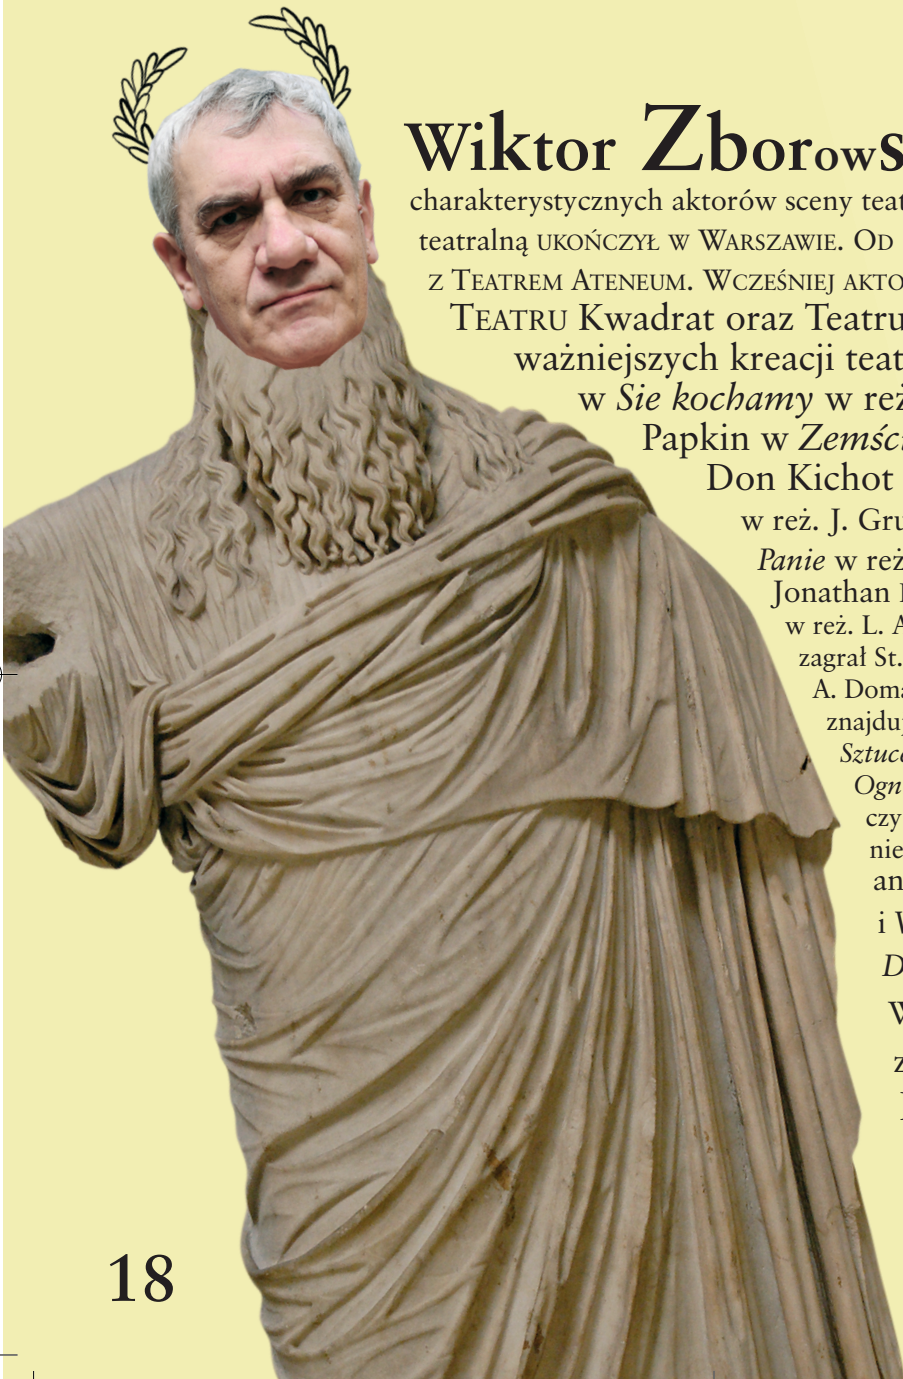 Wiktor Zborows
charakterystycznych aktorów sceny teat
teatralną UKOŃCZYŁ W WARSZAWIE. OD
Z TEATREM ATENEUM. WCZEŚNIEJ AKTO
TEATRU Kwadrat oraz Teatru
ważniejszych kreacji teat
w Sie kochamy w reż
Papkin w Zemści
Don Kichot
w reż. J. Gru
Panie w reż
Jonathan
w reż. L. A
zagrał St.
A. Doma
znajdu
Sztuce
Ogn
czy
nie
an
i W
D
W
z
18